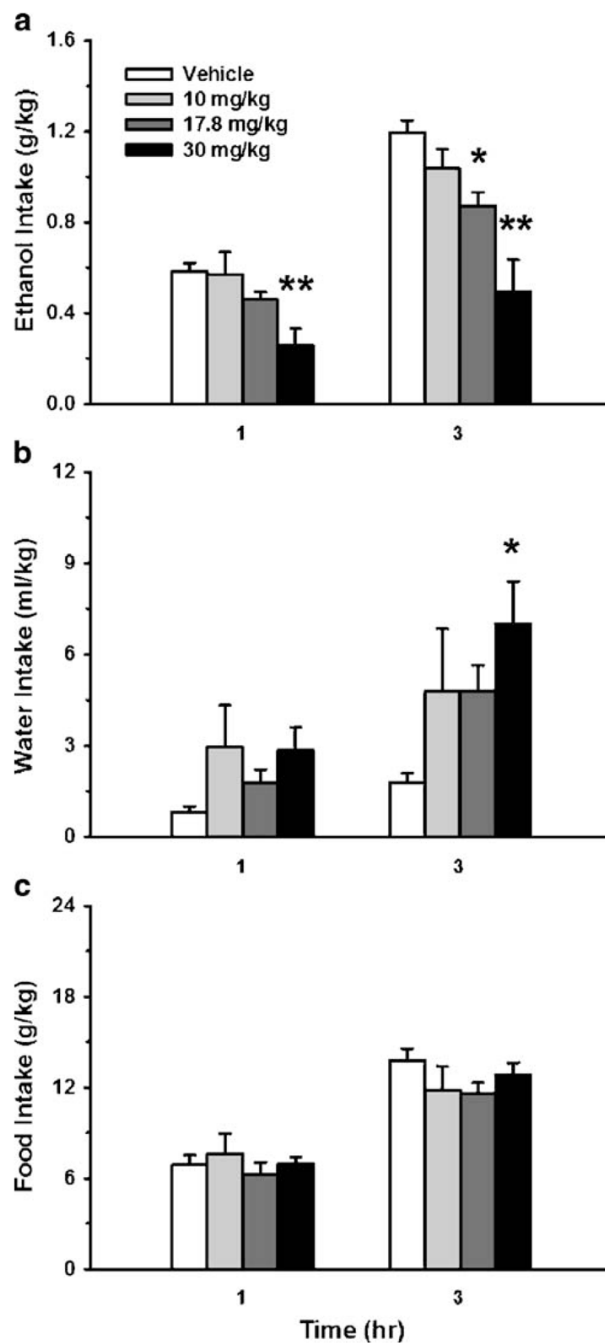 a
1.6
1.2
0.8
0.4
0.0
Ethanol Intake (g/kg)
Vehicle
10 mg/kg
17.8 mg/kg
30 mg/kg
**
*
**
1
3
b
12
9
6
3
0
Water Intake (ml/kg)
*
1
3
c
24
18
12
6
0
Food Intake (g/kg)
1
3
Time (hr)